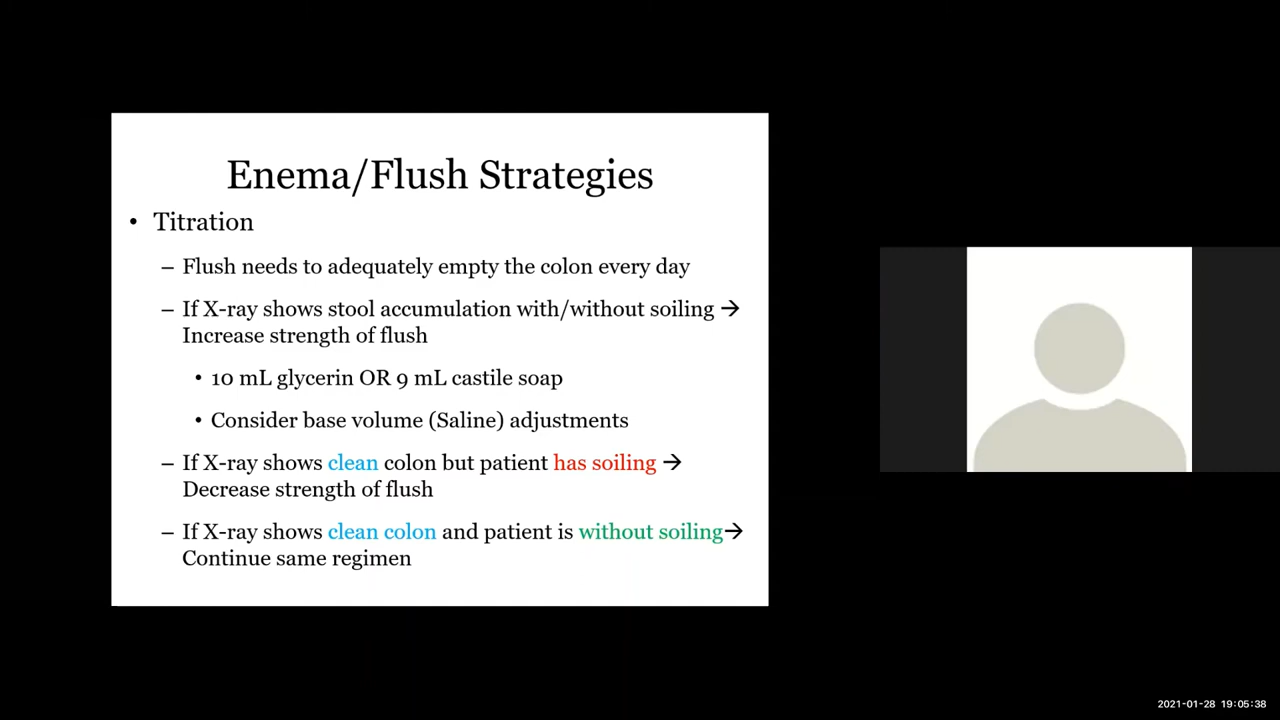 Enema/Flush Strategies
• Titration
– Flush needs to adequately empty the colon every day
– If X-ray shows stool accumulation with/without soiling →
Increase strength of flush
• 10 mL glycerin OR 9 mL castile soap
• Consider base volume (Saline) adjustments
– If X-ray shows clean colon but patient has soiling →
Decrease strength of flush
– If X-ray shows clean colon and patient is without soiling→
Continue same regimen
2021-01-28 19:05:38